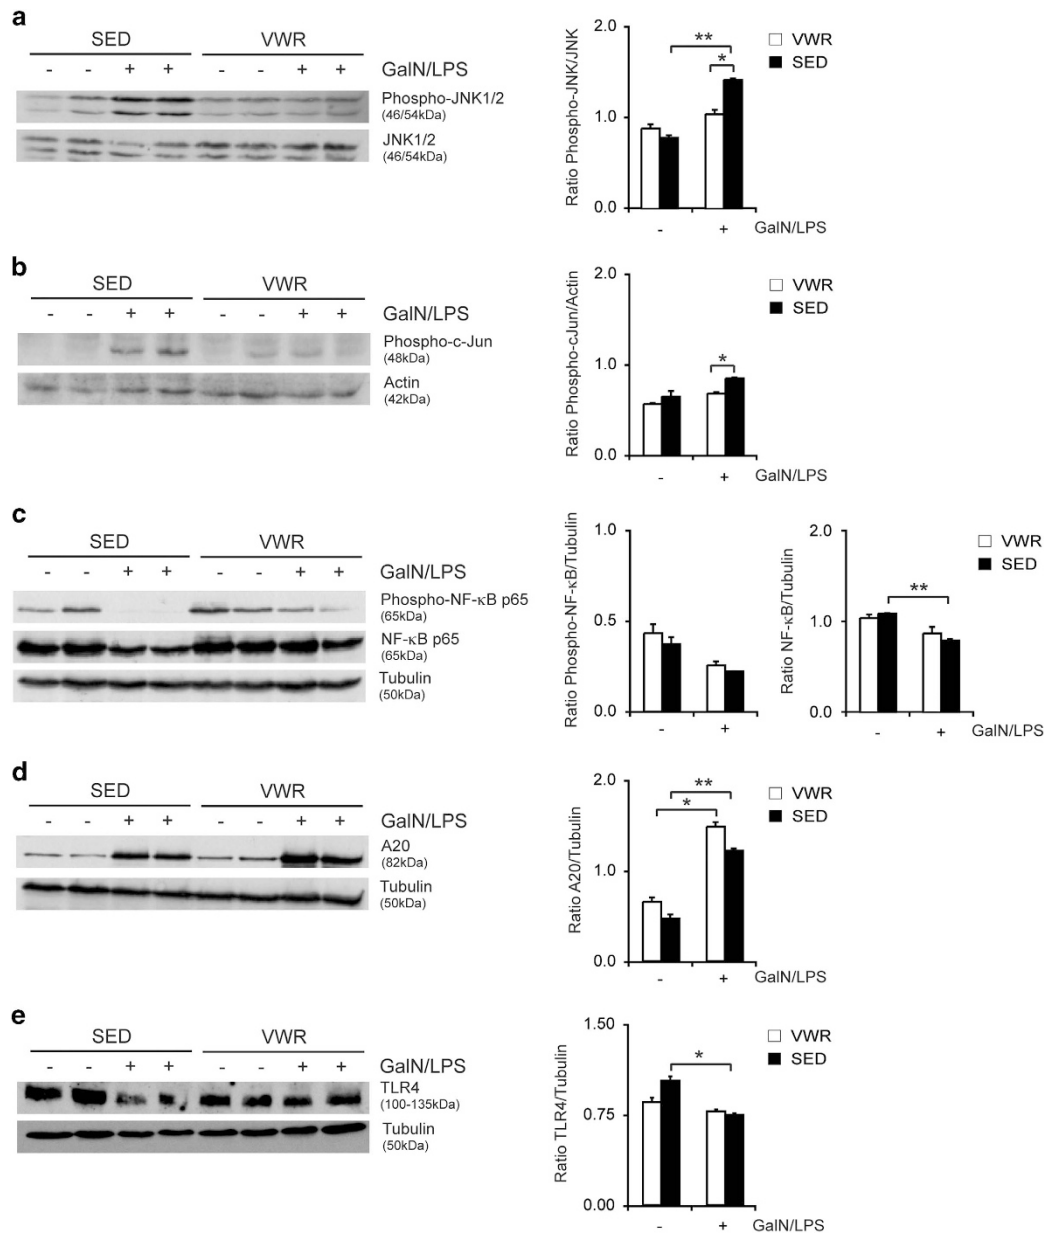 a
SED VWR
- - + + - - + + GalN/LPS
Phospho-JNK1/2
(46/54kDa)
JNK1/2
(46/54kDa)
Ratio Phospho-JNK/JNK
2.0
1.0
0.0
**
*
- + GalN/LPS
VWR
SED
b
SED VWR
- - + + - - + + GalN/LPS
Phospho-c-Jun
(48kDa)
Actin
(42kDa)
Ratio Phospho-cJun/Actin
2.0
1.0
0.0
*
- + GalN/LPS
VWR
SED
c
SED VWR
- - + + - - + + GalN/LPS
Phospho-NF-κB p65
(65kDa)
NF-κB p65
(65kDa)
Tubulin
(50kDa)
Ratio Phospho-NF-κB/Tubulin
1.0
0.5
0.0
- +
Ratio NF-κB/Tubulin
2.0
1.0
0.0
**
- + GalN/LPS
VWR
SED
d
SED VWR
- - + + - - + + GalN/LPS
A20
(82kDa)
Tubulin
(50kDa)
Ratio A20/Tubulin
2.0
1.0
0.0
**
*
- + GalN/LPS
VWR
SED
e
SED VWR
- - + + - - + + GalN/LPS
TLR4
(100-135kDa)
Tubulin
(50kDa)
Ratio TLR4/Tubulin
1.50
0.75
0.00
*
- + GalN/LPS
VWR
SED